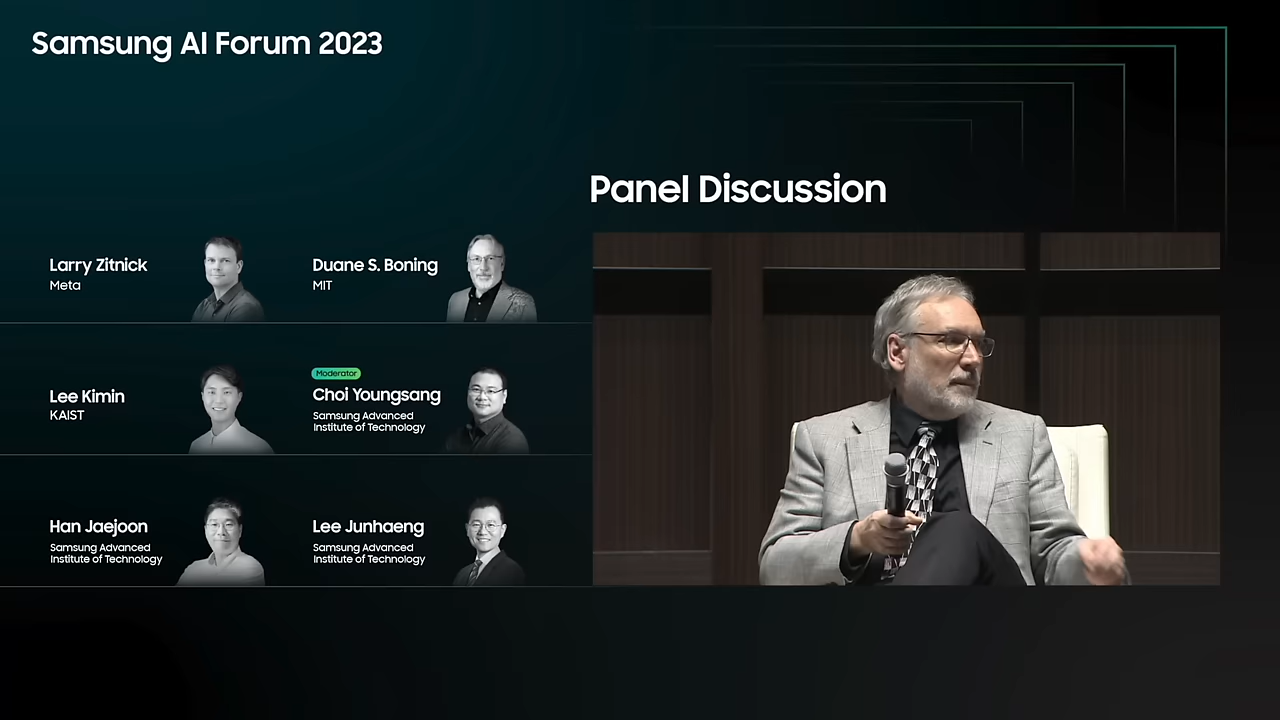 Samsung AI Forum 2023
Panel Discussion
Larry Zitnick
Meta
Duane S. Boning
MIT
Lee Kimin
KAIST
Moderator
Choi Youngsang
Samsung Advanced
Institute of Technology
Han Jaejoon
Samsung Advanced
Institute of Technology
Lee Junhaeng
Samsung Advanced
Institute of Technology